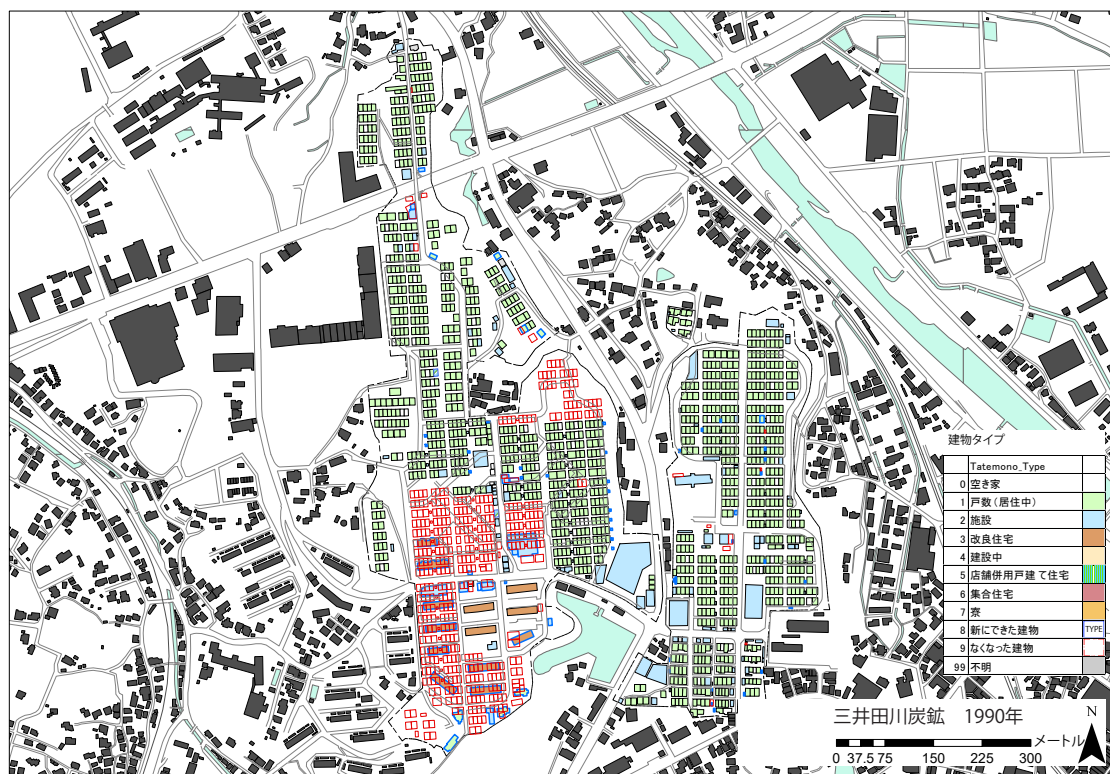 建物タイプ
Tatemono_Type
0 空き家
1 戸数(居住中)
2 施設
3 改良住宅
4 建設中
5 店舗併用戸建て住宅
6 集合住宅
7 寮
8 新にできた建物 TYPE
9 なくなった建物
99 不明
三井田川炭鉱 1990年
N
メートル
0 37.5 75 150 225 300